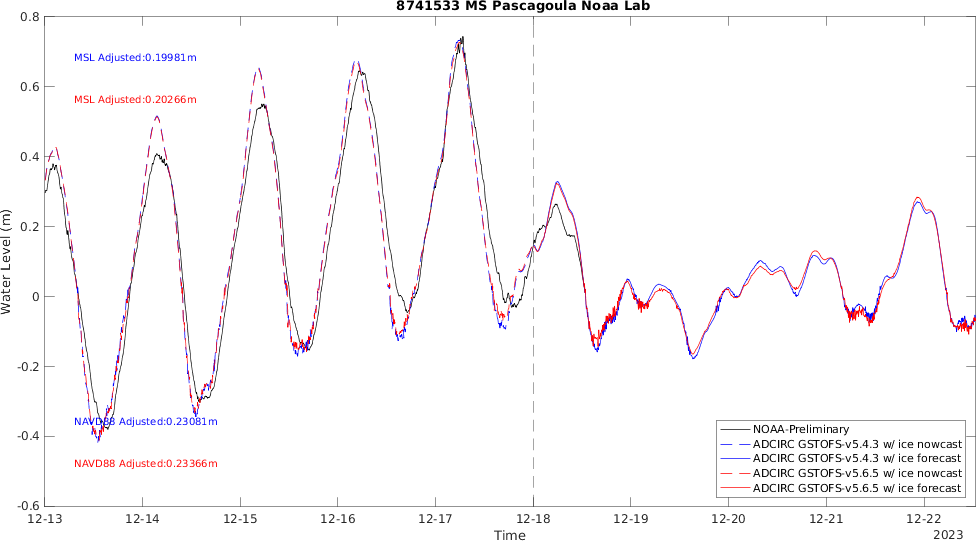 8741533 MS Pascagoula Noaa Lab
0.8
0.6
0.4
0.2
0
-0.2
-0.4
-0.6
Water Level (m)
MSL Adjusted:0.19981m
MSL Adjusted:0.20266m
NAVD88 Adjusted:0.23081m
NAVD88 Adjusted:0.23366m
NOAA-Preliminary
ADCIRC GSTOFS-v5.4.3 w/ ice nowcast
ADCIRC GSTOFS-v5.4.3 w/ ice forecast
ADCIRC GSTOFS-v5.6.5 w/ ice nowcast
ADCIRC GSTOFS-v5.6.5 w/ ice forecast
12-13 12-14 12-15 12-16 12-17 12-18 12-19 12-20 12-21 12-22
Time
2023